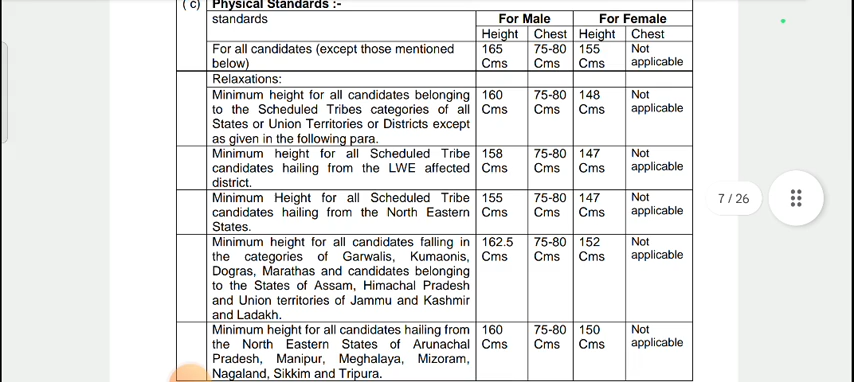 ( c) Physical Standards :-
standards For Male For Female
Height Chest Height Chest
For all candidates (except those mentioned below) 165 Cms 75-80 Cms 155 Cms Not applicable
Relaxations:
Minimum height for all candidates belonging
to the Scheduled Tribes categories of all
States or Union Territories or Districts except
as given in the following para.
160 Cms 75-80 Cms 148 Cms Not applicable
Minimum height for all Scheduled Tribe
candidates hailing from the LWE affected
district.
158 Cms 75-80 Cms 147 Cms Not applicable
Minimum Height for all Scheduled Tribe
candidates hailing from the North Eastern
States.
155 Cms 75-80 Cms 147 Cms Not applicable
Minimum height for all candidates falling in
the categories of Garwalis, Kumaonis,
Dogras, Marathas and candidates belonging
to the States of Assam, Himachal Pradesh
and Union territories of Jammu and Kashmir
and Ladakh.
162.5 Cms 75-80 Cms 152 Cms Not applicable
Minimum height for all candidates hailing from
the North Eastern States of Arunachal
Pradesh, Manipur, Meghalaya, Mizoram,
Nagaland, Sikkim and Tripura.
160 Cms 75-80 Cms 150 Cms Not applicable
7 / 26